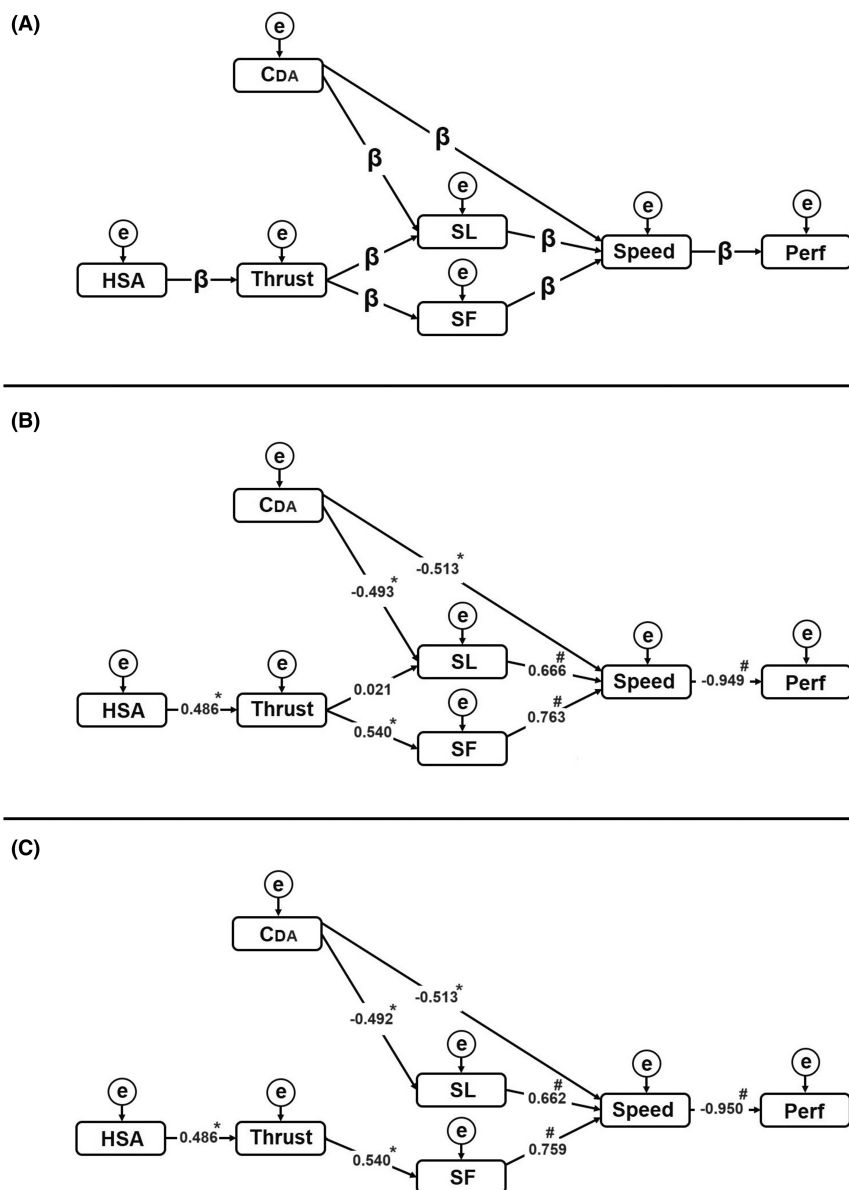 (A)
e
CDA
β
β
e
SL
e
Speed
e
Perf
e
HSA
e
Thrust
β
β
β
β
β
β
e
SF
(B)
e
CDA
-0.513*
-0.493*
e
SL
0.666#
e
Speed
-0.949#
e
Perf
e
HSA
0.486*
e
Thrust
0.021
0.540*
e
SF
0.763#
(C)
e
CDA
-0.513*
-0.492*
e
SL
0.662#
e
Speed
-0.950#
e
Perf
e
HSA
0.486*
e
Thrust
0.540*
e
SF
0.759#